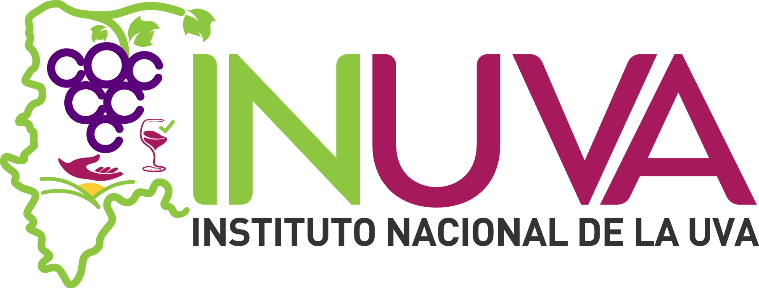 INUVA
INSTITUTO NACIONAL DE LA UVA